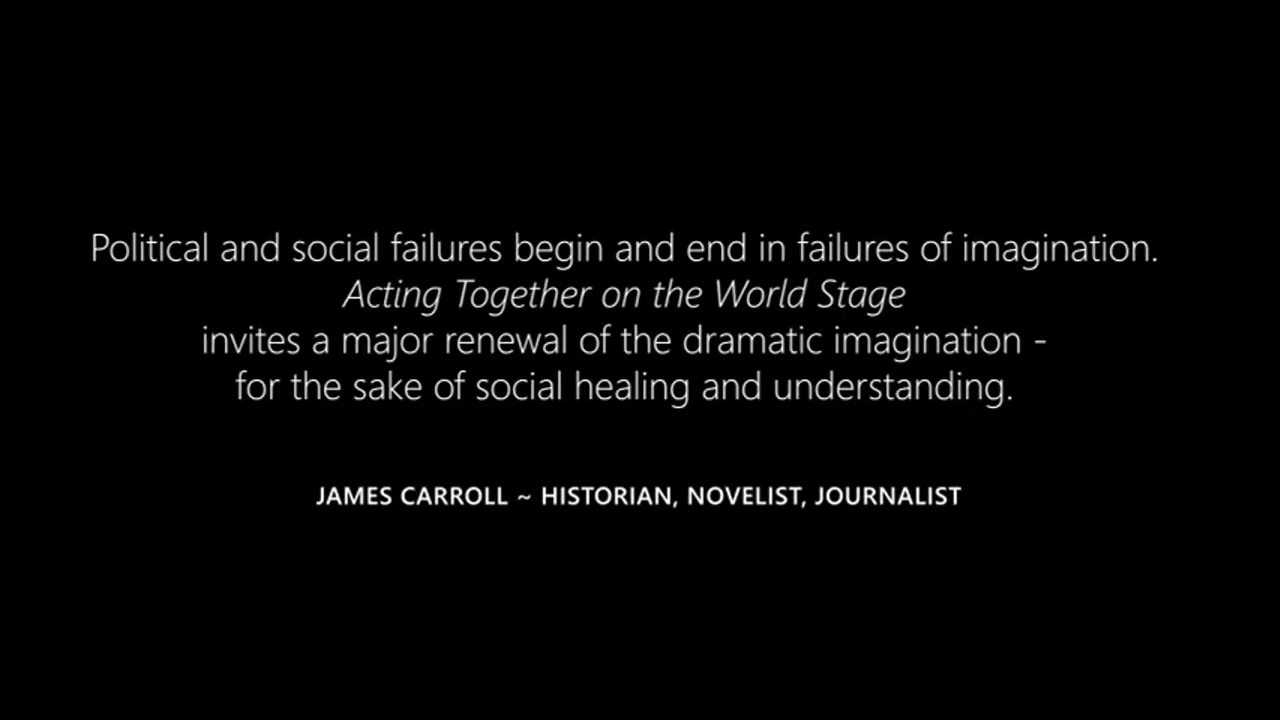 Political and social failures begin and end in failures of imagination.
Acting Together on the World Stage
invites a major renewal of the dramatic imagination -
for the sake of social healing and understanding.
JAMES CARROLL ~ HISTORIAN, NOVELIST, JOURNALIST